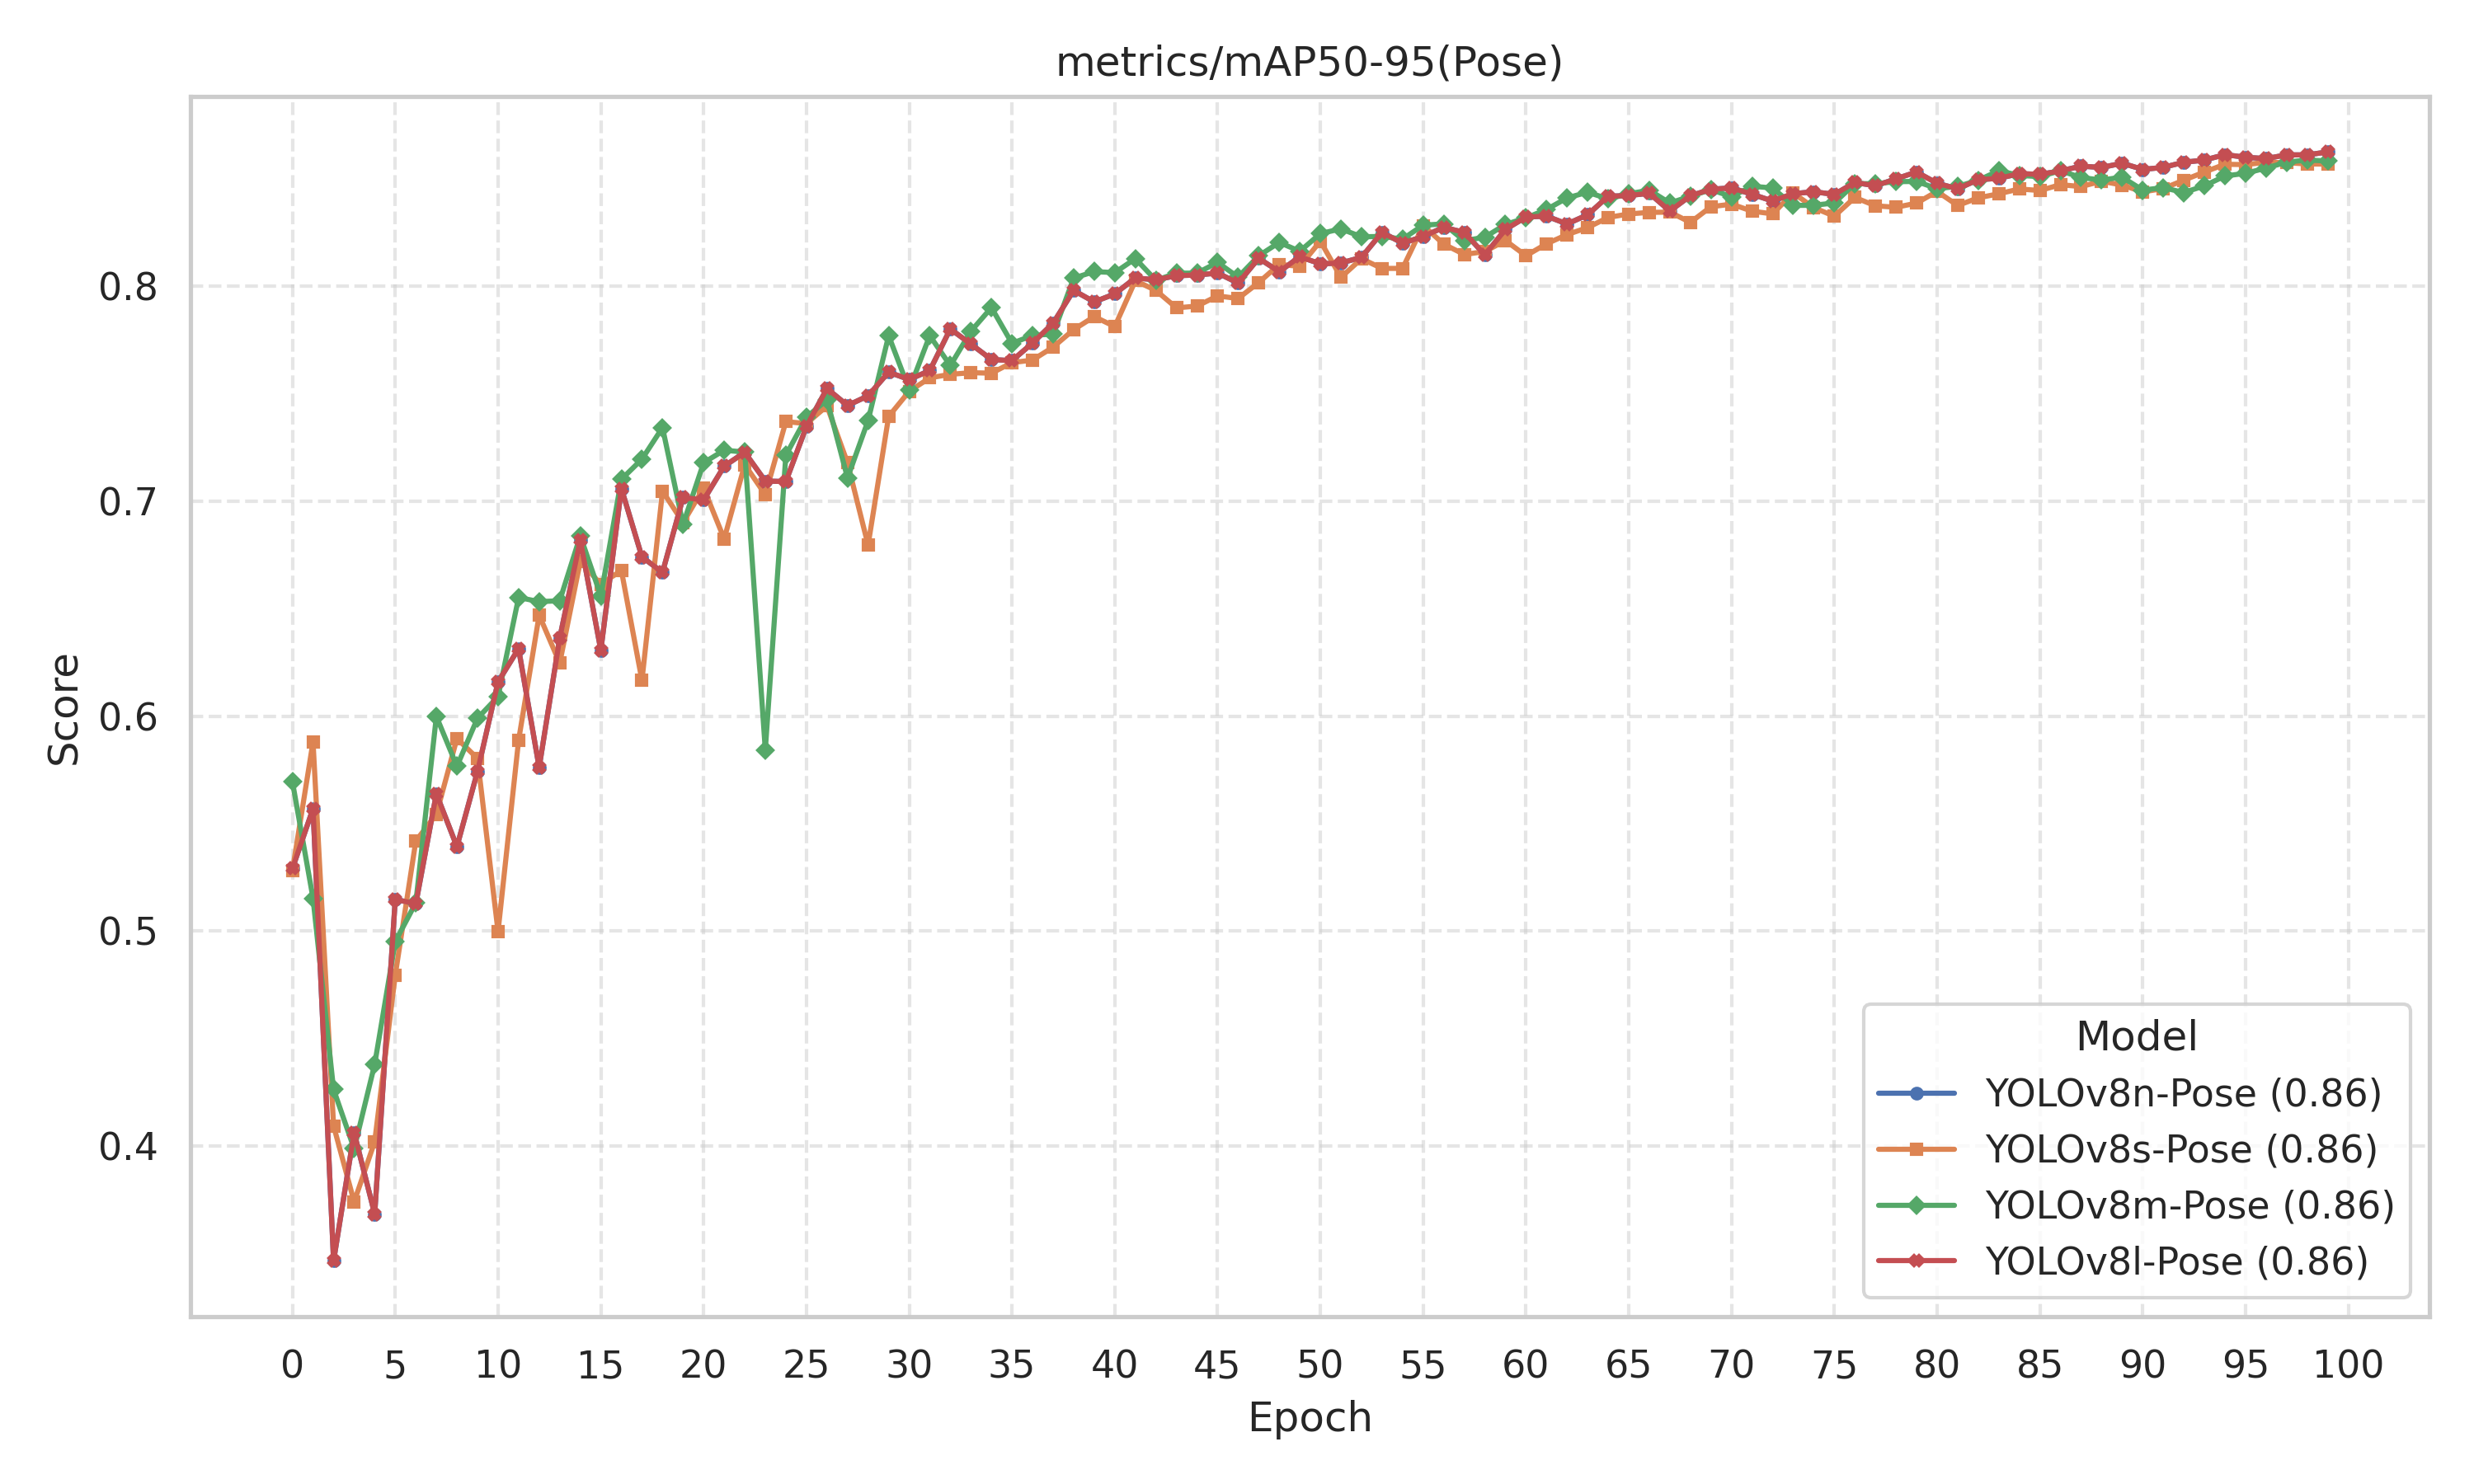 metrics/mAP50-95(Pose)
Score
0.8
0.7
0.6
0.5
0.4
Model
YOLOv8n-Pose (0.86)
YOLOv8s-Pose (0.86)
YOLOv8m-Pose (0.86)
YOLOv8l-Pose (0.86)
0 5 10 15 20 25 30 35 40 45 50 55 60 65 70 75 80 85 90 95 100
Epoch